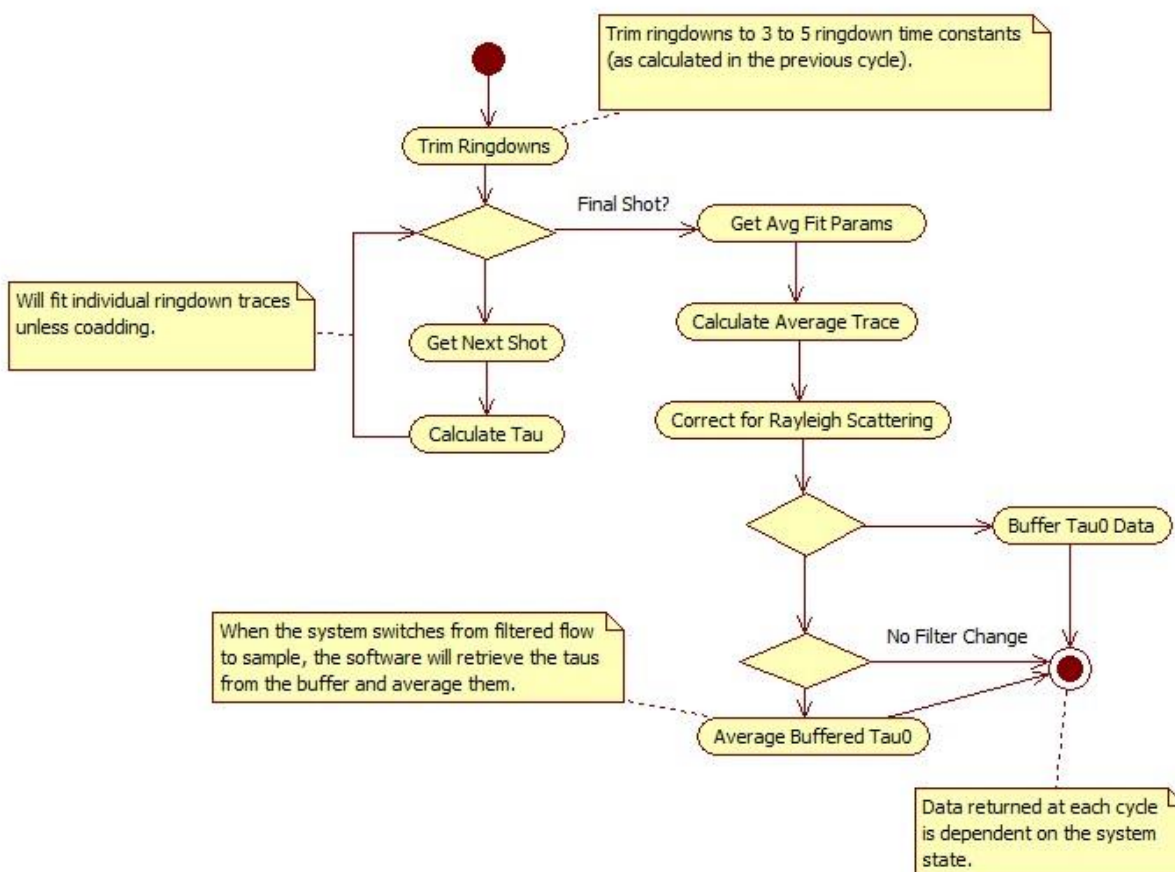 Trim ringdowns to 3 to 5 ringdown time constants
(as calculated in the previous cycle).
Trim Ringdowns
Final Shot?
Get Avg Fit Params
Will fit individual ringdown traces
unless coadding.
Get Next Shot
Calculate Average Trace
Calculate Tau
Correct for Rayleigh Scattering
Buffer Tau0 Data
When the system switches from filtered flow
to sample, the software will retrieve the taus
from the buffer and average them.
No Filter Change
Average Buffered Tau0
Data returned at each cycle
is dependent on the system
state.